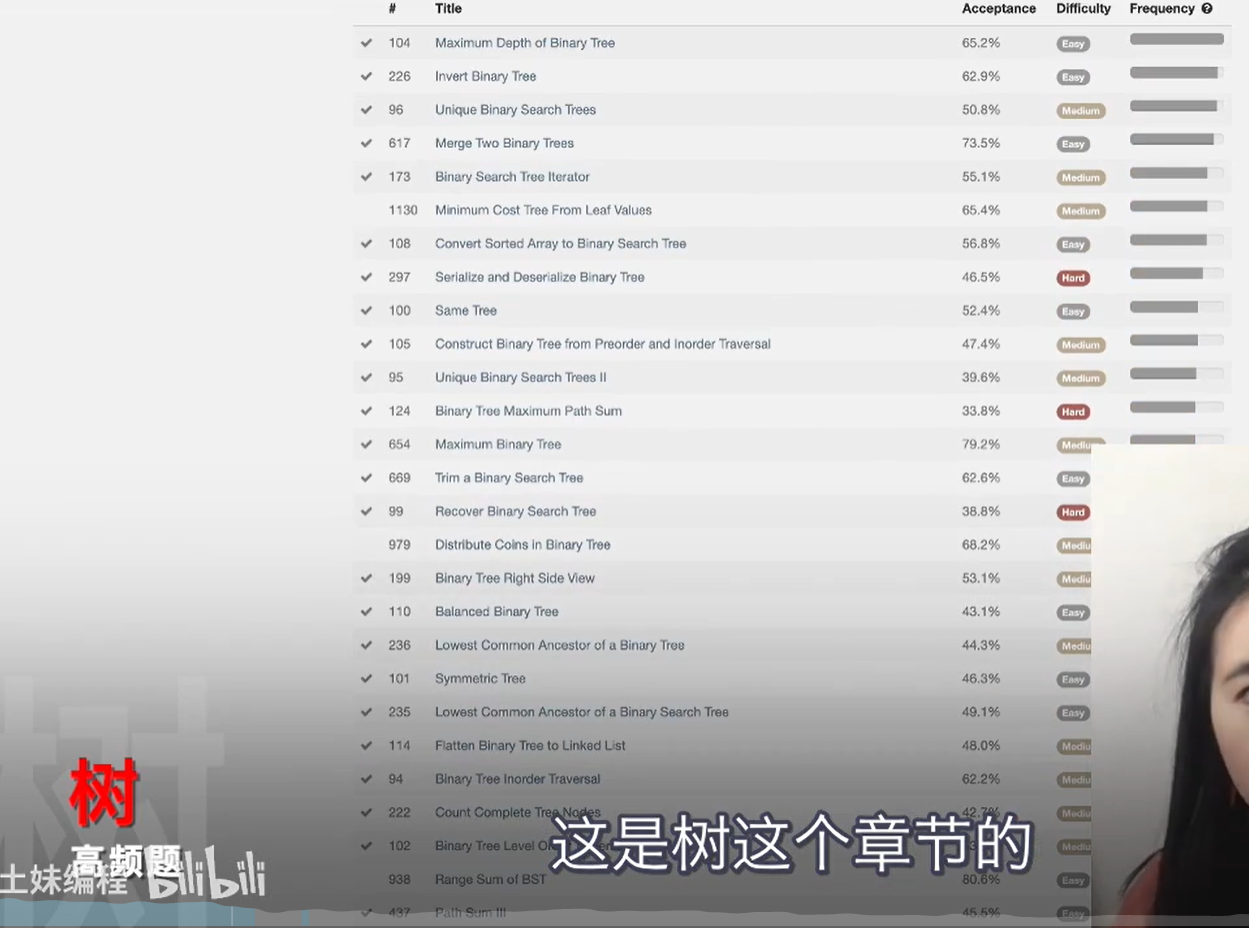 # Title Acceptance Difficulty Frequency
104 Maximum Depth of Binary Tree 65.2% Easy
226 Invert Binary Tree 62.9% Easy
96 Unique Binary Search Trees 50.8% Medium
617 Merge Two Binary Trees 73.5% Easy
173 Binary Search Tree Iterator 55.1% Medium
1130 Minimum Cost Tree From Leaf Values 65.4% Medium
108 Convert Sorted Array to Binary Search Tree 56.8% Easy
297 Serialize and Deserialize Binary Tree 46.5% Hard
100 Same Tree 52.4% Easy
105 Construct Binary Tree from Preorder and Inorder Traversal 47.4% Medium
95 Unique Binary Search Trees II 39.6% Medium
124 Binary Tree Maximum Path Sum 33.8% Hard
654 Maximum Binary Tree 79.2% Medium
669 Trim a Binary Search Tree 62.6% Easy
99 Recover Binary Search Tree 38.8% Hard
979 Distribute Coins in Binary Tree 68.2% Mediu
199 Binary Tree Right Side View 53.1% Mediu
110 Balanced Binary Tree 43.1% Easy
236 Lowest Common Ancestor of a Binary Tree 44.3% Mediu
101 Symmetric Tree 46.3% Easy
235 Lowest Common Ancestor of a Binary Search Tree 49.1% Easy
114 Flatten Binary Tree to Linked List 48.0% Mediu
94 Binary Tree Inorder Traversal 62.2% Mediu
222 Count Complete Tree Nodes 42.7% Mediu
102 Binary Tree Level Mediu
938 Range Sum of BST 80.6% Easy
437 Path Sum III 45.5% Easy
树
高频题
土妹编程 bilibili
这是树这个章节的